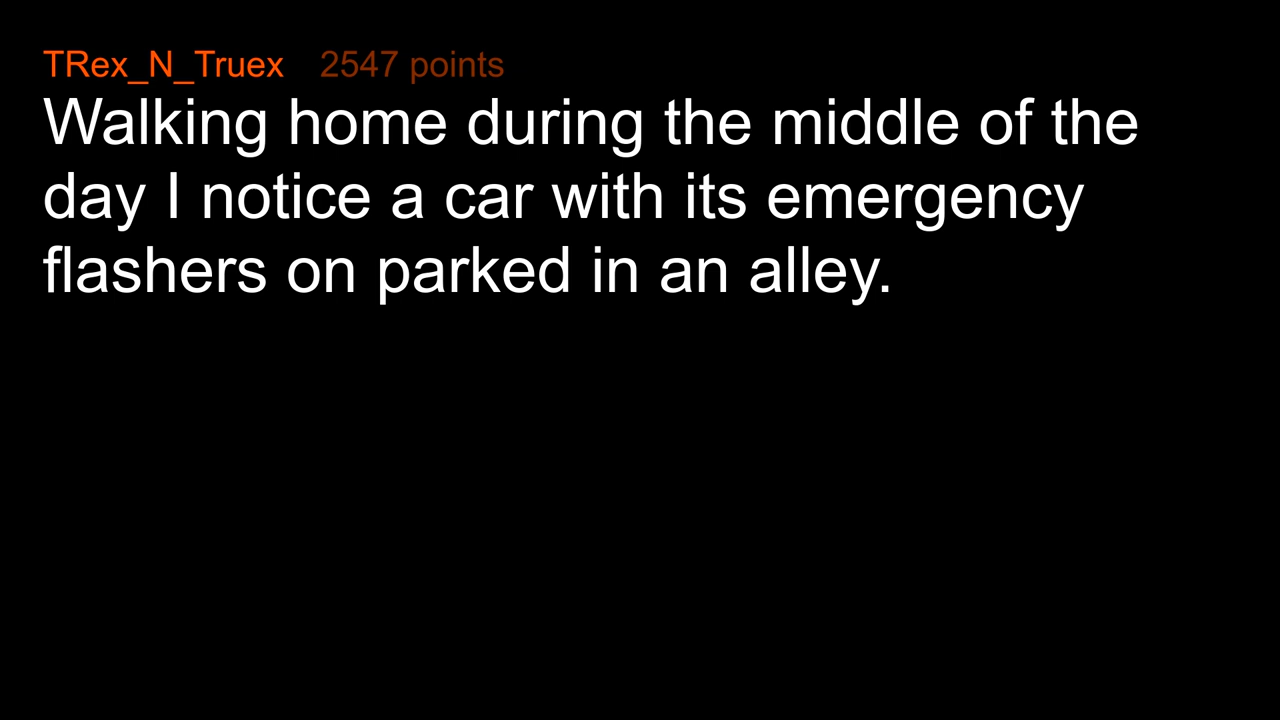 TRex_N_Truex 2547 points
Walking home during the middle of the
day I notice a car with its emergency
flashers on parked in an alley.